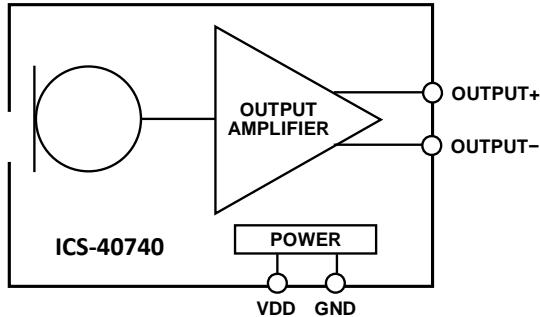 OUTPUT
AMPLIFIER
OUTPUT+
OUTPUT−
ICS-40740
POWER
VDD GND